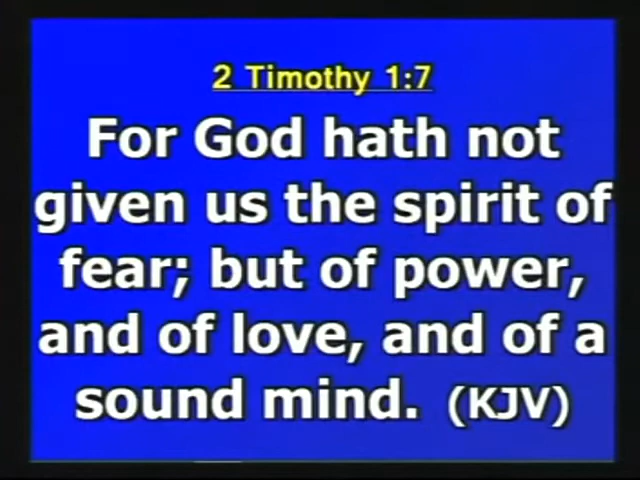 2 Timothy 1:7
For God hath not
given us the spirit of
fear; but of power,
and of love, and of a
sound mind. (KJV)